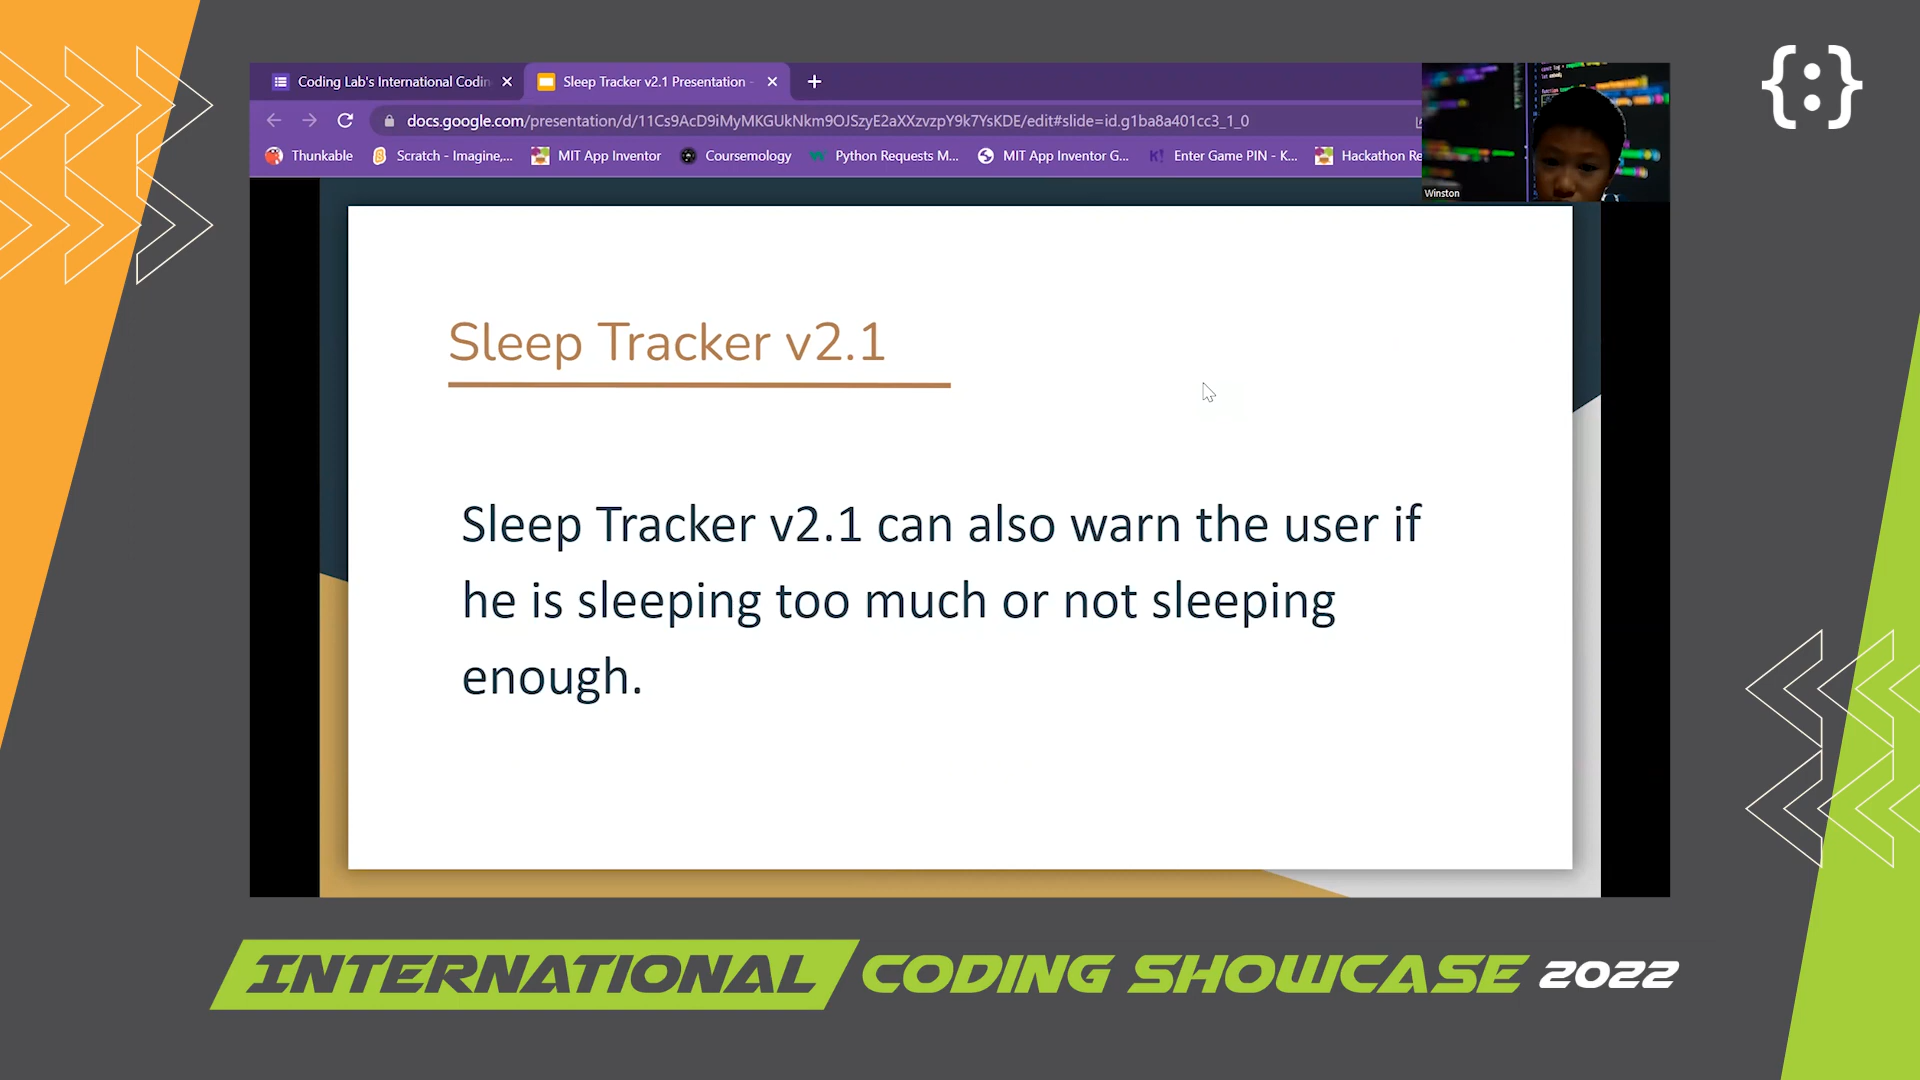 Coding Lab's International Codin
Sleep Tracker v2.1 Presentation -
docs.google.com/presentation/d/11Cs9AcD9iMyMKGUkNkm9OJSzyE2aXXzvzpY9k7YsKDE/edit#slide=id.g1ba8a401cc3_1_0
Thunkable
Scratch - Imagine,...
MIT App Inventor
Coursemology
Python Requests M...
MIT App Inventor G...
K! Enter Game PIN - K...
Hackathon Re
Winston
Sleep Tracker v2.1
Sleep Tracker v2.1 can also warn the user if
he is sleeping too much or not sleeping
enough.
INTERNATIONAL CODING SHOWCASE 2022